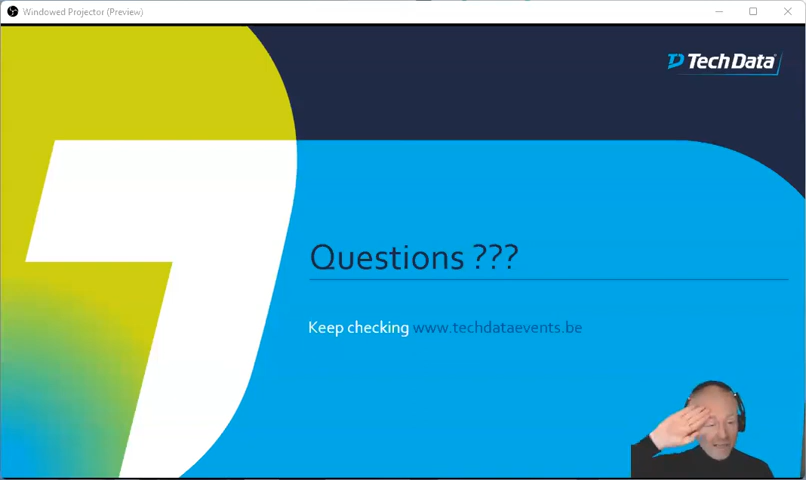 Windowed Projector (Preview)
TechData
Questions ???
Keep checking www.techdataevents.be